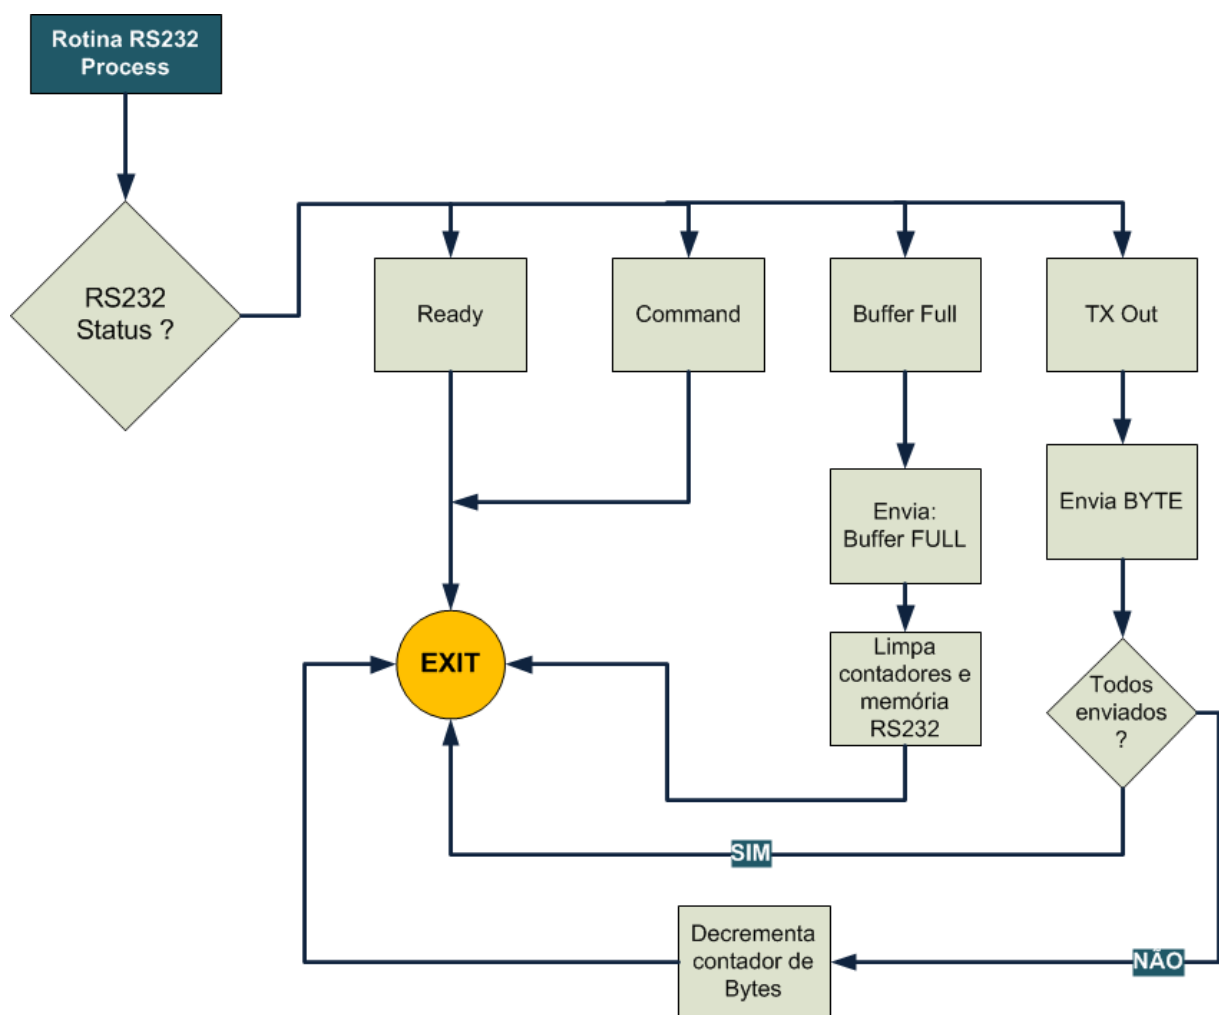 Rotina RS232
Process
RS232
Status ?
Ready
Command
Buffer Full
TX Out
Envia:
Buffer FULL
Envia BYTE
Limpa
contadores e
memória
RS232
Todos
enviados
?
EXIT
SIM
Decrementa
contador de
Bytes
NÃO